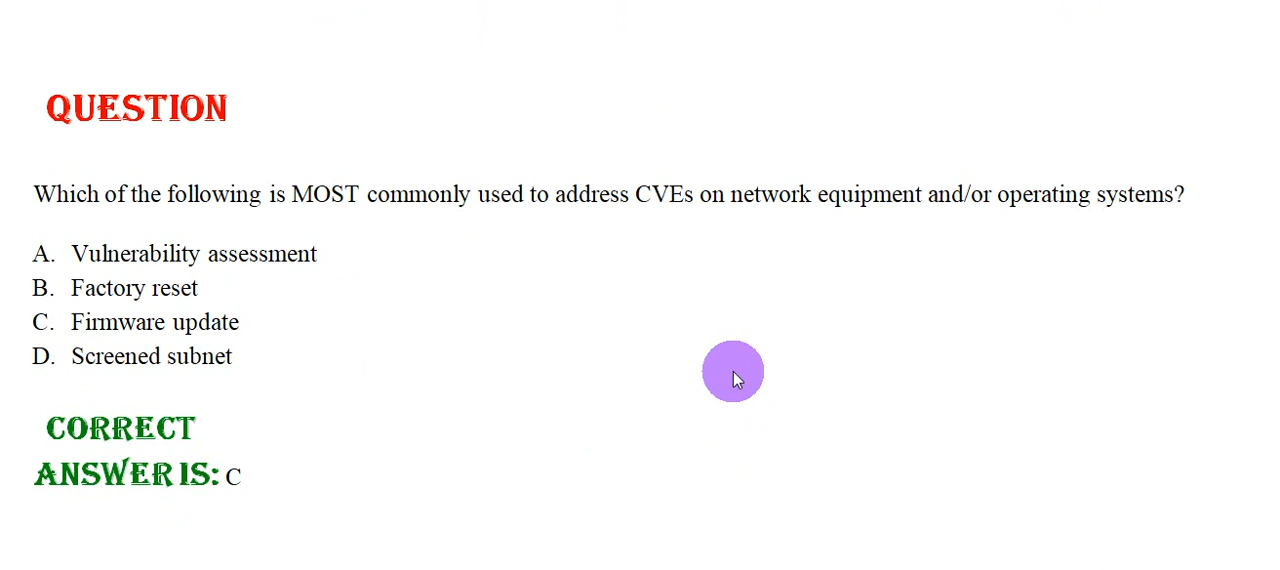 QUESTION
Which of the following is MOST commonly used to address CVEs on network equipment and/or operating systems?
A. Vulnerability assessment
B. Factory reset
C. Firmware update
D. Screened subnet
CORRECT
ANSWER IS: C